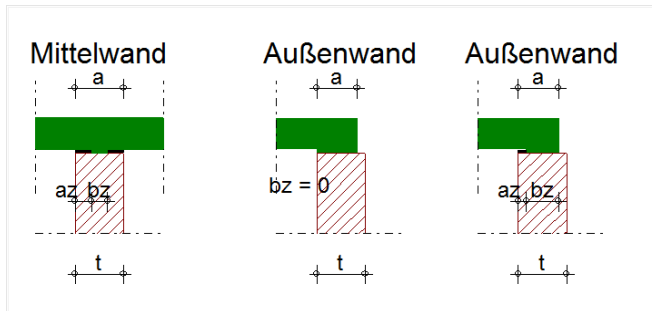 Mittelwand Außenwand Außenwand
a a a
bz = 0
az bz az bz
t t t